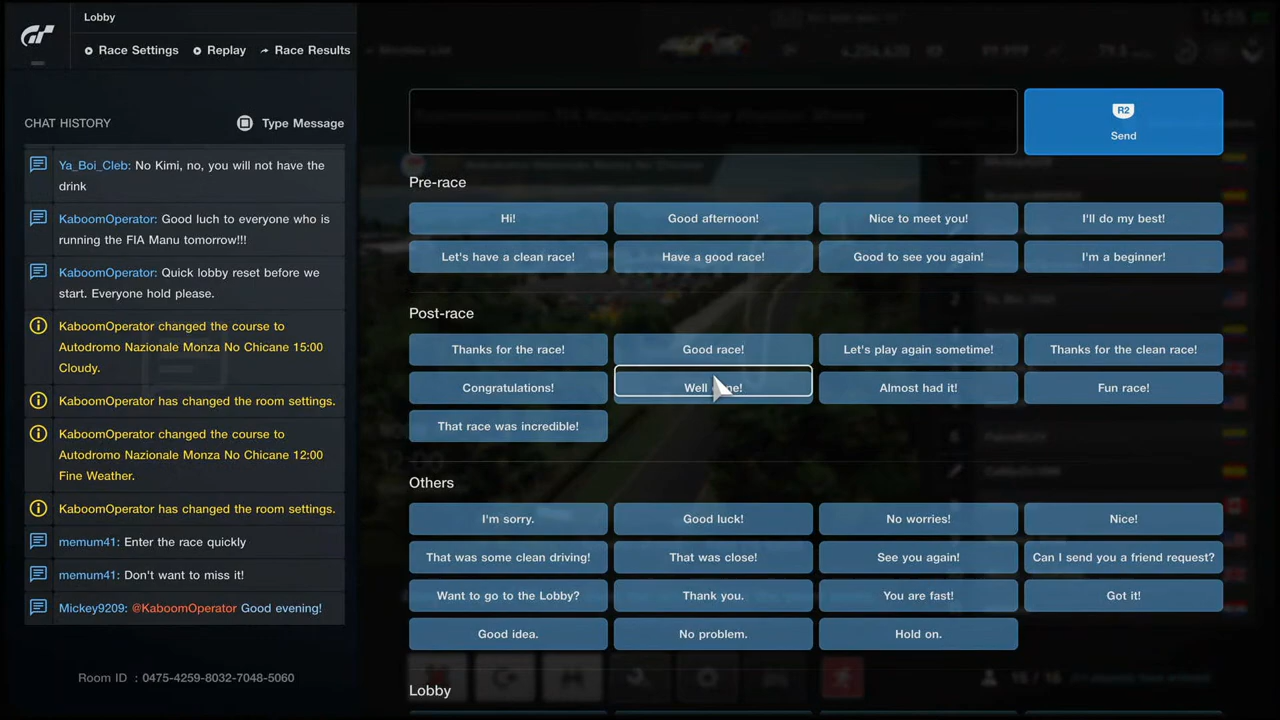 Lobby
Race Settings
Replay
Race Results
CHAT HISTORY
Type Message
Ya_Boi_Cleb: No Kimi, no, you will not have the
drink
KaboomOperator: Good luch to everyone who is
running the FIA Manu tomorrow!!!
KaboomOperator: Quick lobby reset before we
start. Everyone hold please.
KaboomOperator changed the course to
Autodromo Nazionale Monza No Chicane 15:00
Cloudy.
KaboomOperator has changed the room settings.
KaboomOperator changed the course to
Autodromo Nazionale Monza No Chicane 12:00
Fine Weather.
KaboomOperator has changed the room settings.
memum41: Enter the race quickly
memum41: Don't want to miss it!
Mickey9209: @KaboomOperator Good evening!
Room ID : 0475-4259-8032-7048-5060
R2
Send
Pre-race
Hi!
Good afternoon!
Nice to meet you!
I'll do my best!
Let's have a clean race!
Have a good race!
Good to see you again!
I'm a beginner!
Post-race
Thanks for the race!
Good race!
Let's play again sometime!
Thanks for the clean race!
Congratulations!
Well
Almost had it!
Fun race!
That race was incredible!
Others
I'm sorry.
Good luck!
No worries!
Nice!
That was some clean driving!
That was close!
See you again!
Can I send you a friend request?
Want to go to the Lobby?
Thank you.
You are fast!
Got it!
Good idea.
No problem.
Hold on.
Lobby